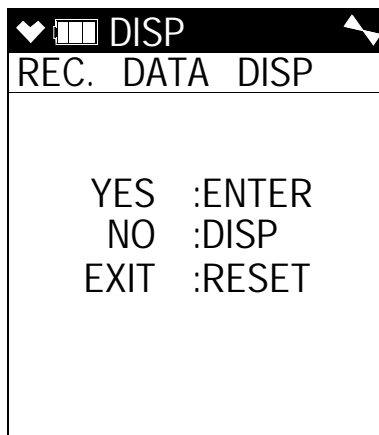 DISP
REC. DATA DISP
YES :ENTER
NO :DISP
EXIT :RESET